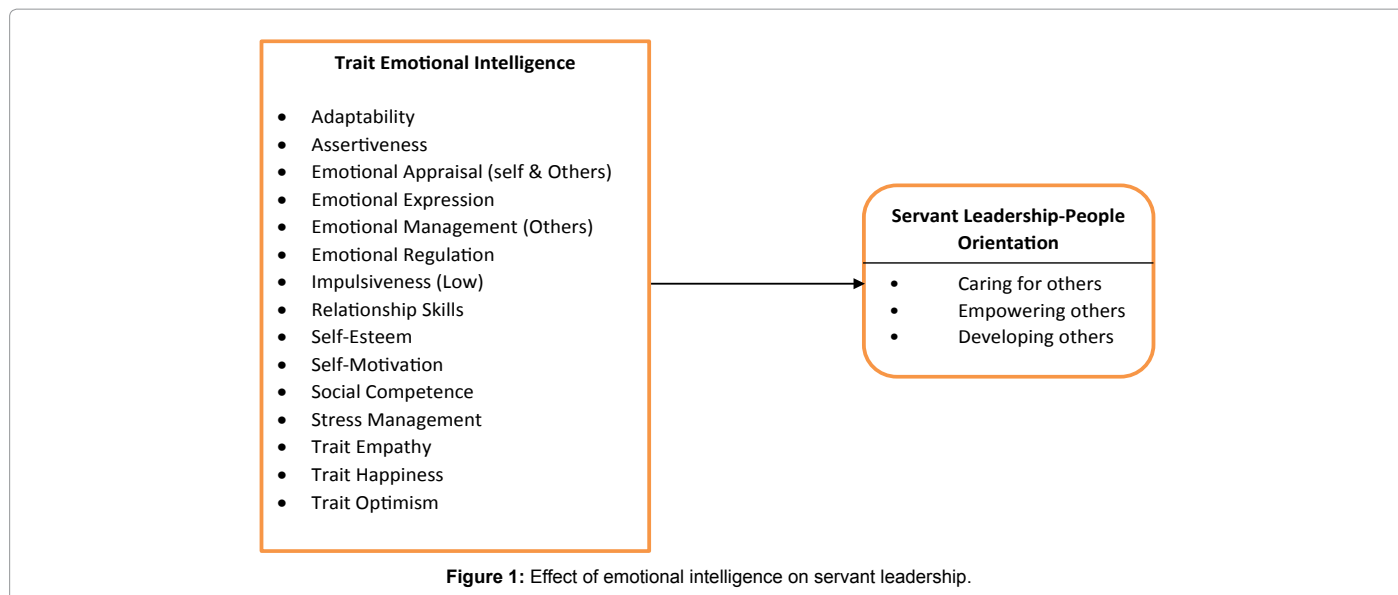 Trait Emotional Intelligence
• Adaptability
• Assertiveness
• Emotional Appraisal (self & Others)
• Emotional Expression
• Emotional Management (Others)
• Emotional Regulation
• Impulsiveness (Low)
• Relationship Skills
• Self-Esteem
• Self-Motivation
• Social Competence
• Stress Management
• Trait Empathy
• Trait Happiness
• Trait Optimism
Servant Leadership-People
Orientation
• Caring for others
• Empowering others
• Developing others
Figure 1: Effect of emotional intelligence on servant leadership.